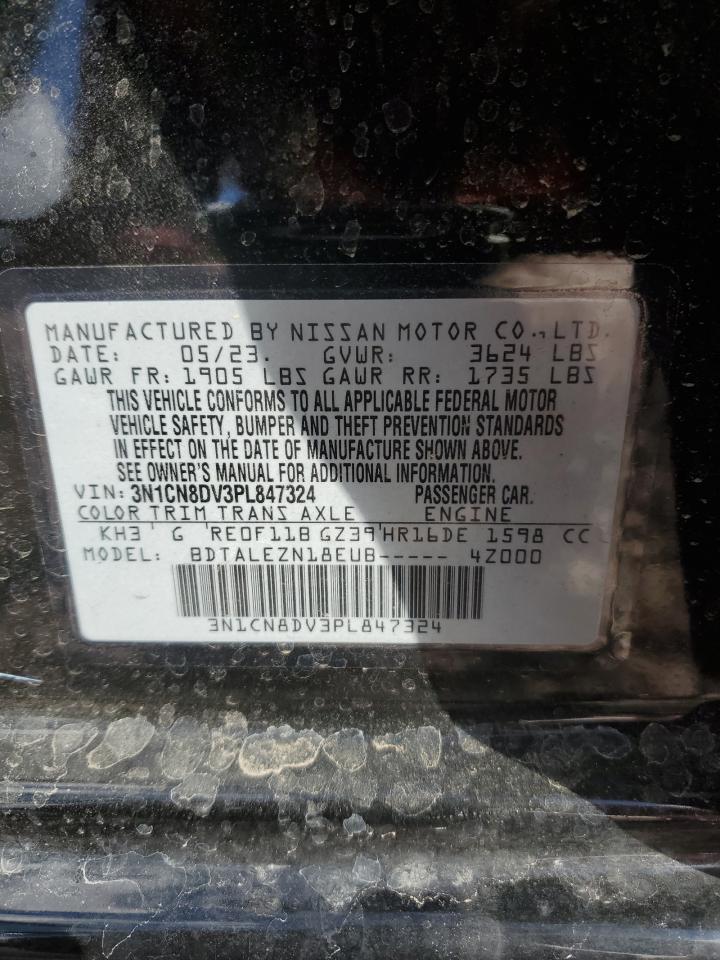 MANUFACTURED BY NISSAN MOTOR CO., LTD.
DATE: 05/23. GVWR: 3624 LBS
GAWR FR: 1905 LBS GAWR RR: 1735 LBS
THIS VEHICLE CONFORMS TO ALL APPLICABLE FEDERAL MOTOR
VEHICLE SAFETY, BUMPER AND THEFT PREVENTION STANDARDS
IN EFFECT ON THE DATE OF MANUFACTURE SHOWN ABOVE.
SEE OWNER'S MANUAL FOR ADDITIONAL INFORMATION.
VIN: 3N1CN8DV3PL847324 PASSENGER CAR.
COLOR TRIM TRANS AXLE ENGINE
KH3 G RE0F11B GZ39 HR16DE 1598 CC
MODEL: BDTALEZN18EUB----- 4Z000
3N1CN8DV3PL847324